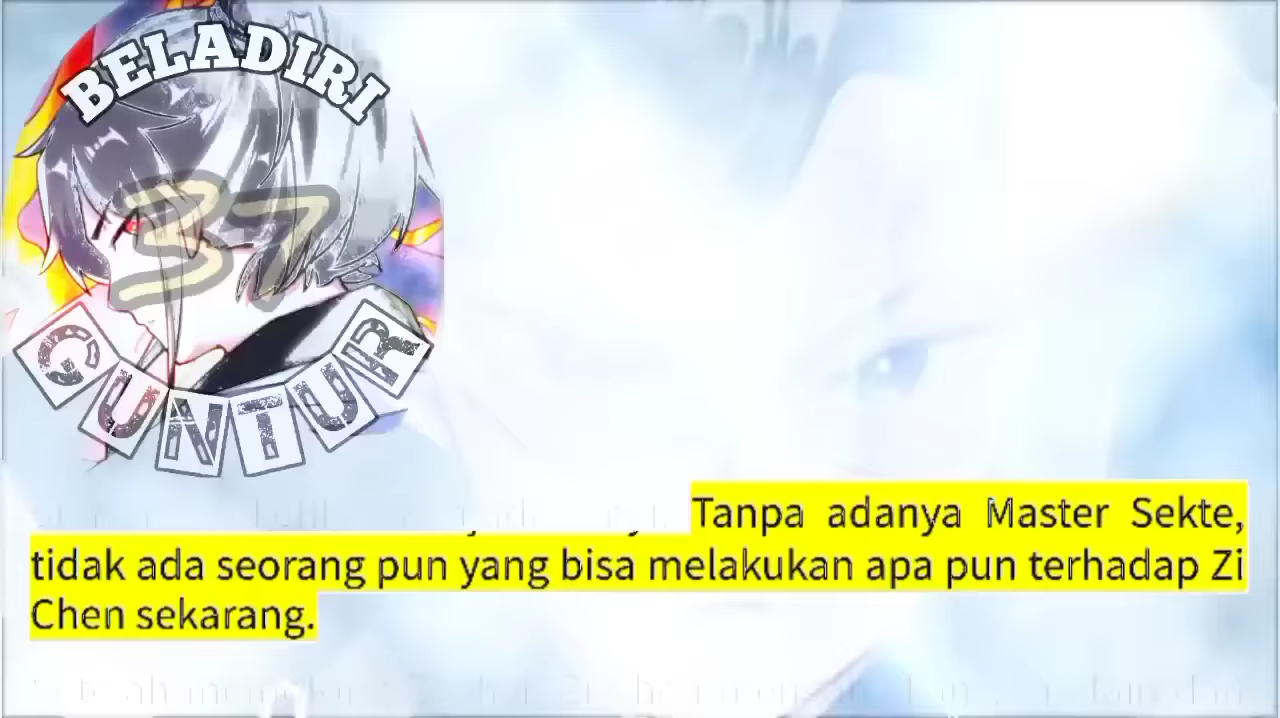 BELADIRI
37
GUNTUR
Tanpa adanya Master Sekte,
tidak ada seorang pun yang bisa melakukan apa pun terhadap Zi
Chen sekarang.